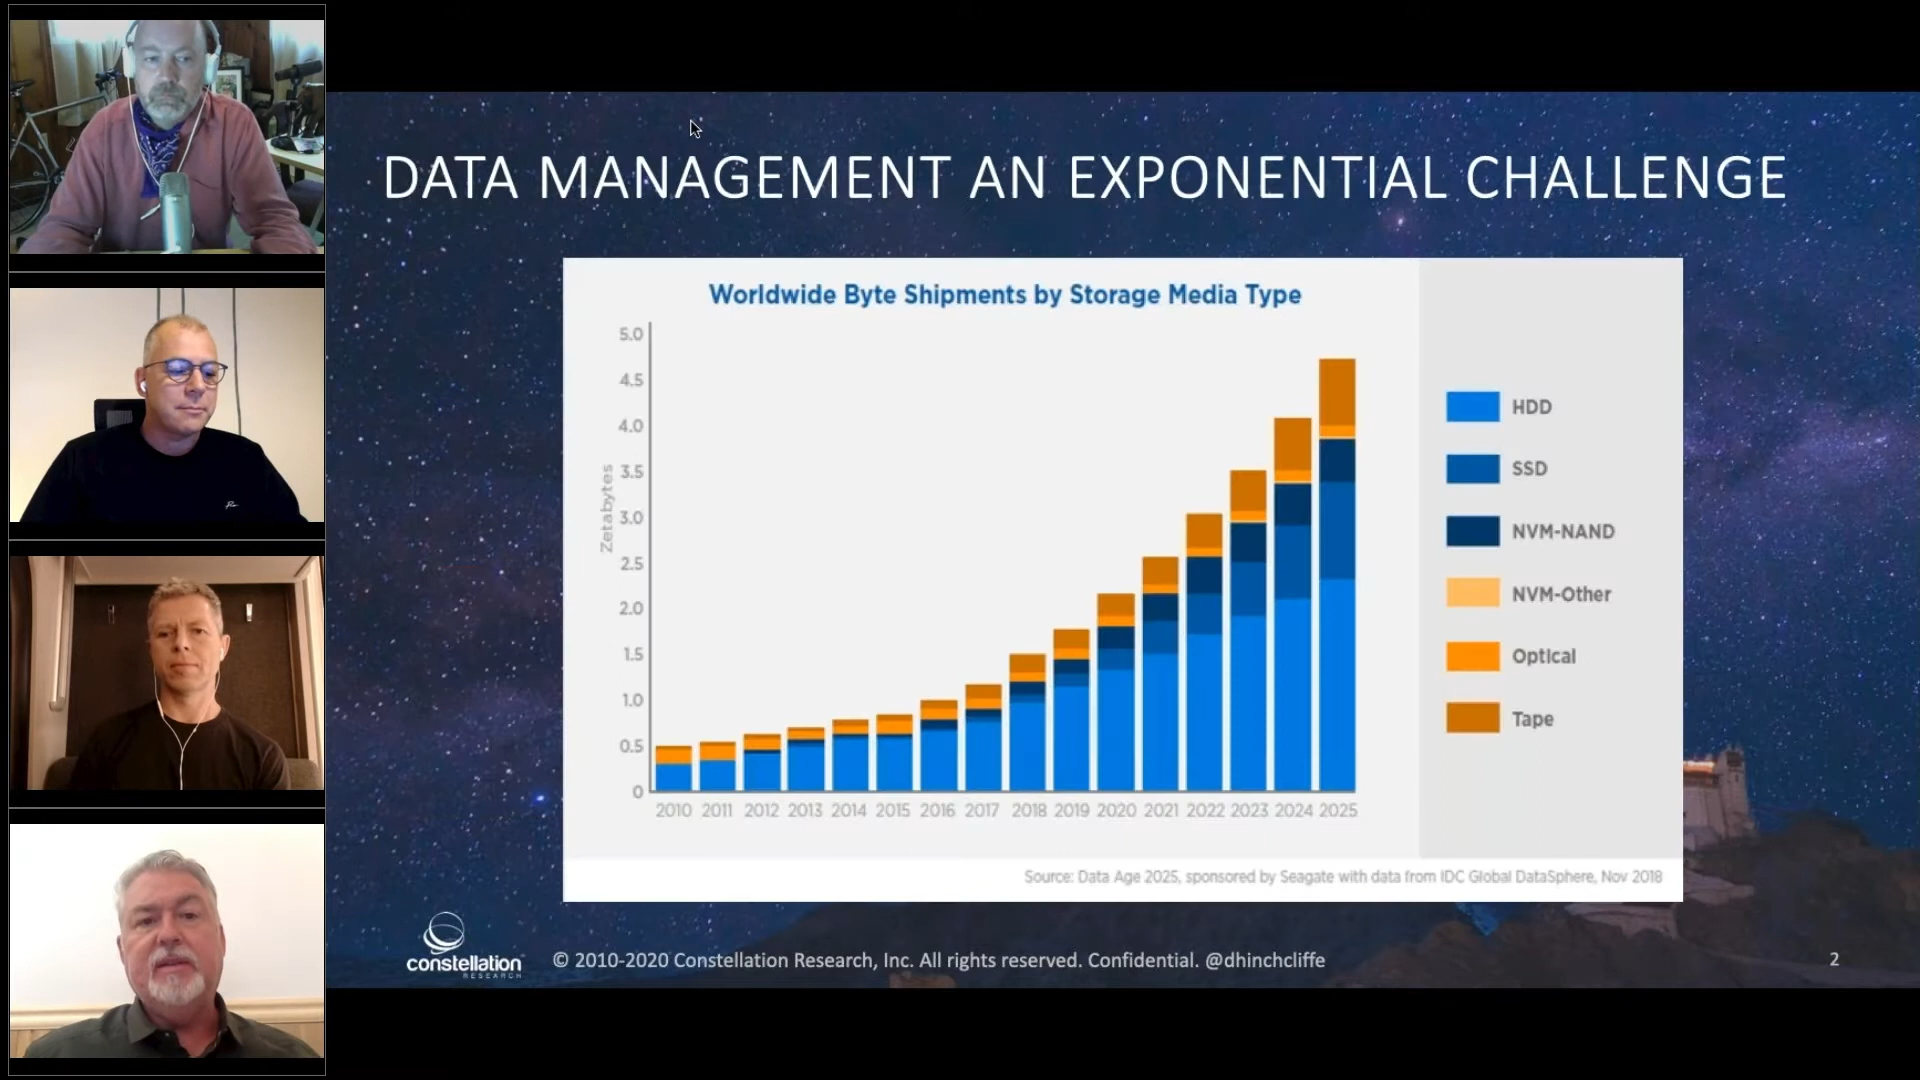 DATA MANAGEMENT AN EXPONENTIAL CHALLENGE
Worldwide Byte Shipments by Storage Media Type
Zetabytes
5.0
4.5
4.0
3.5
3.0
2.5
2.0
1.5
1.0
0.5
0
2010 2011 2012 2013 2014 2015 2016 2017 2018 2019 2020 2021 2022 2023 2024 2025
HDD
SSD
NVM-NAND
NVM-Other
Optical
Tape
Source: Data Age 2025, sponsored by Seagate with data from IDC Global DataSphere, Nov 2018
constellation
RESEARCH
© 2010-2020 Constellation Research, Inc. All rights reserved. Confidential. @dhinchcliffe
2